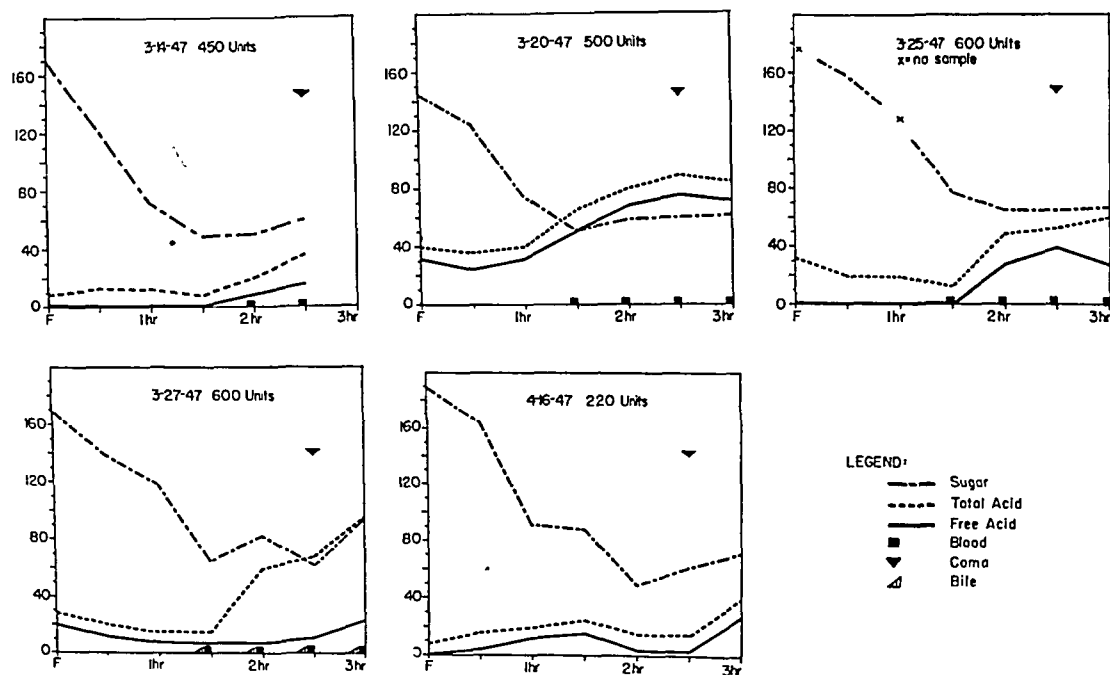 3-14-47 450 Units
160
120
80
40
0
F 1hr 2hr 3hr
3-20-47 500 Units
160
120
80
40
0
F 1hr 2hr 3hr
3-25-47 600 Units
x=no sample
160
120
80
40
0
F 1hr 2hr 3hr
3-27-47 600 Units
160
120
80
40
0
F 1hr 2hr 3hr
4-16-47 220 Units
160
120
80
40
0
F 1hr 2hr 3hr
LEGEND:
Sugar
Total Acid
Free Acid
Blood
Coma
Bile